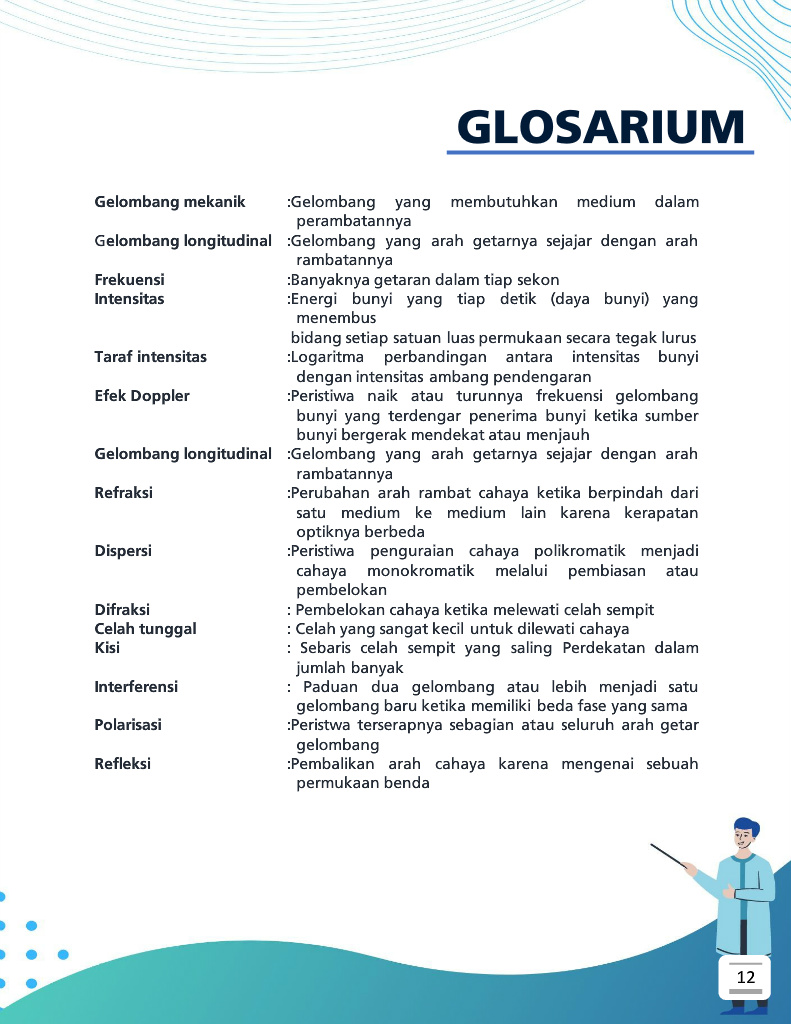 GLOSARIUM
Gelombang mekanik :Gelombang yang membutuhkan medium dalam
perambatannya
Gelombang longitudinal :Gelombang yang arah getarnya sejajar dengan arah
rambatannya
Frekuensi :Banyaknya getaran dalam tiap sekon
Intensitas :Energi bunyi yang tiap detik (daya bunyi) yang
menembus
bidang setiap satuan luas permukaan secara tegak lurus
Taraf intensitas :Logaritma perbandingan antara intensitas bunyi
dengan intensitas ambang pendengaran
Efek Doppler :Peristiwa naik atau turunnya frekuensi gelombang
bunyi yang terdengar penerima bunyi ketika sumber
bunyi bergerak mendekat atau menjauh
Gelombang longitudinal :Gelombang yang arah getarnya sejajar dengan arah
rambatannya
Refraksi :Perubahan arah rambat cahaya ketika berpindah dari
satu medium ke medium lain karena kerapatan
optiknya berbeda
Dispersi :Peristiwa penguraian cahaya polikromatik menjadi
cahaya monokromatik melalui pembiasan atau
pembelokan
Difraksi : Pembelokan cahaya ketika melewati celah sempit
Celah tunggal : Celah yang sangat kecil untuk dilewati cahaya
Kisi : Sebaris celah sempit yang saling Perdekatan dalam
jumlah banyak
Interferensi : Paduan dua gelombang atau lebih menjadi satu
gelombang baru ketika memiliki beda fase yang sama
Polarisasi :Peristwa terserapnya sebagian atau seluruh arah getar
gelombang
Refleksi :Pembalikan arah cahaya karena mengenai sebuah
permukaan benda
12